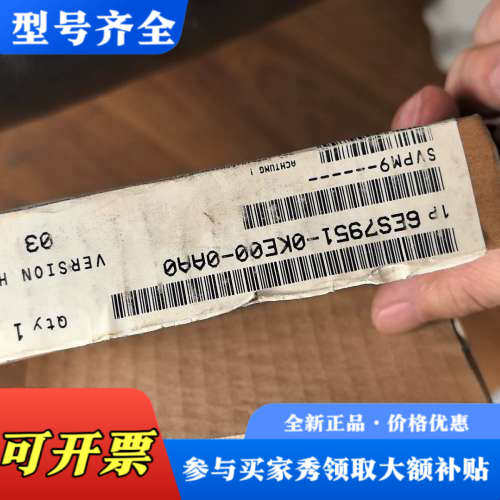 型号齐全
SVPM9------
ACHTUNG !
1P 6ES7951-0KE00-0AA0
VERSION H
03
Qty 1
可开票
全新正品·价格优惠
参与买家秀领取大额补贴